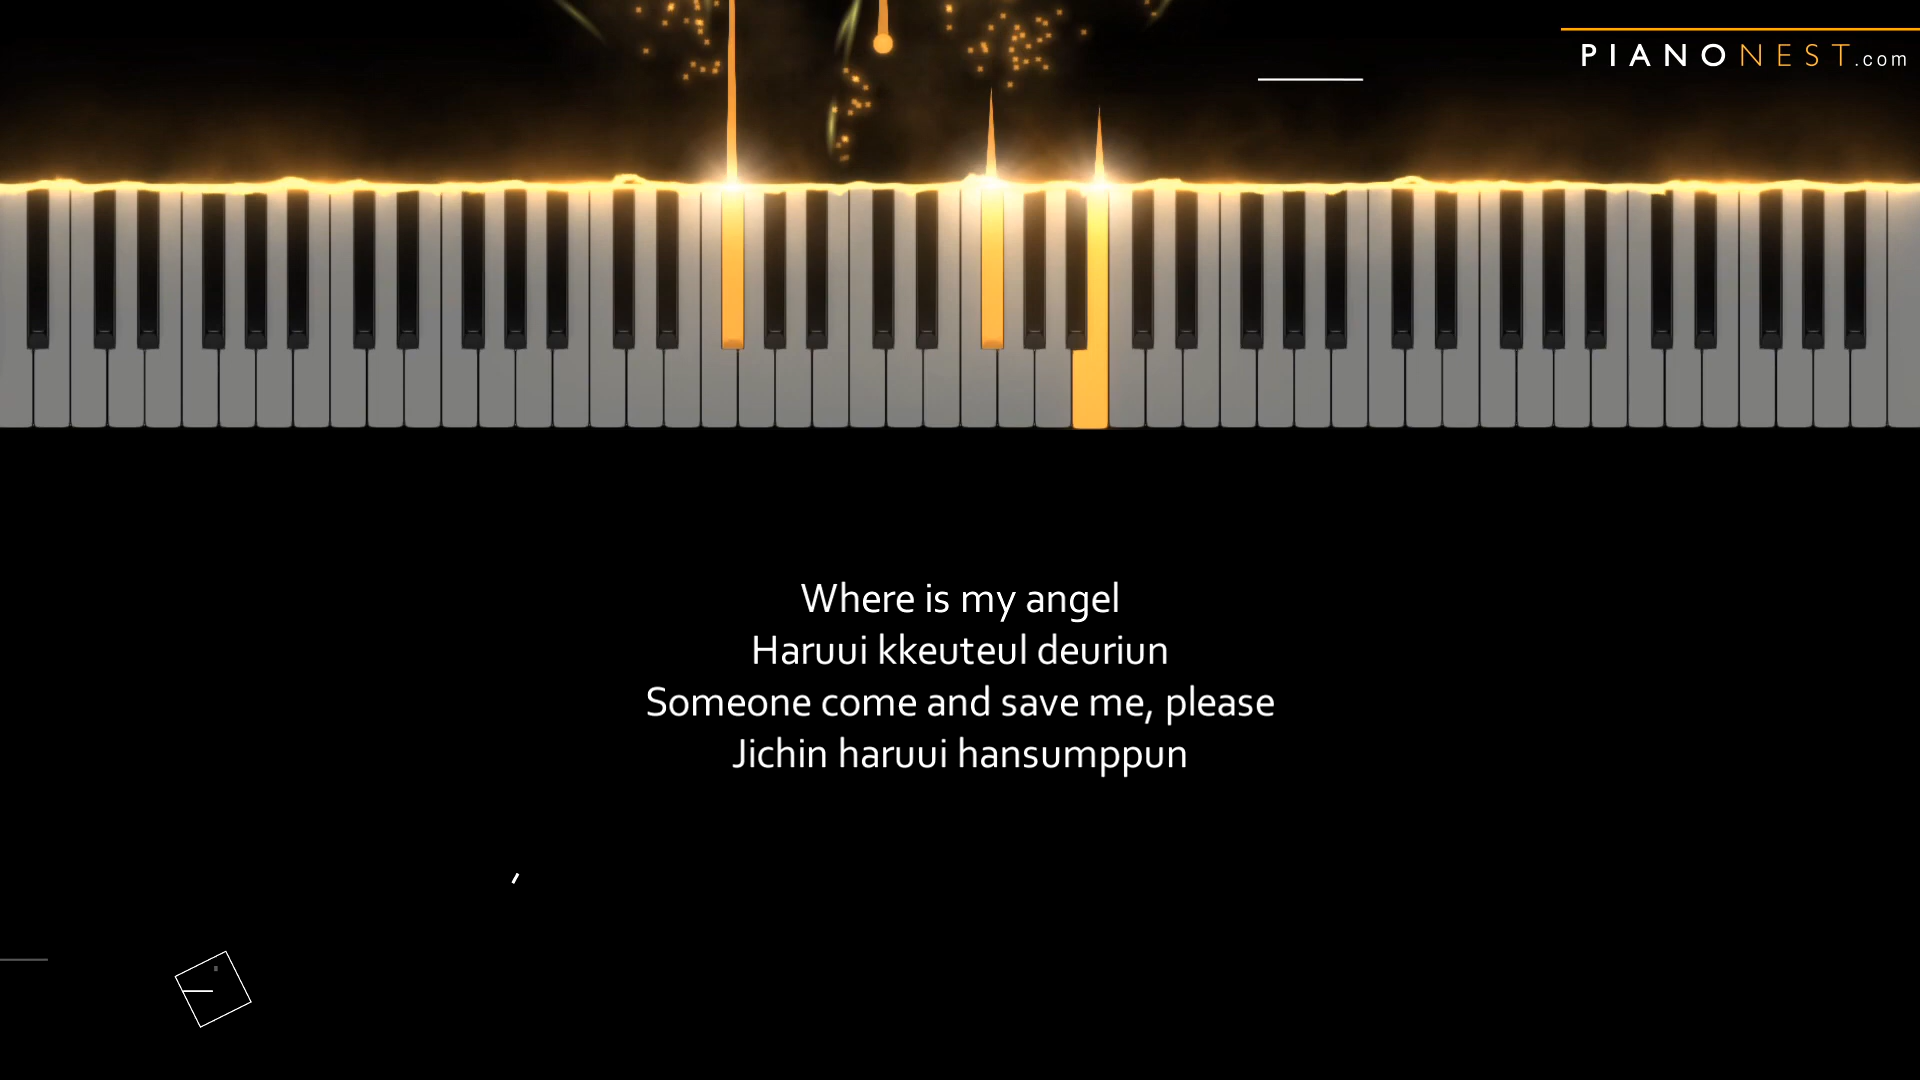 PIANONEST.com
Where is my angel
Haruui kkeuteul deuriun
Someone come and save me, please
Jichin haruui hansumppun